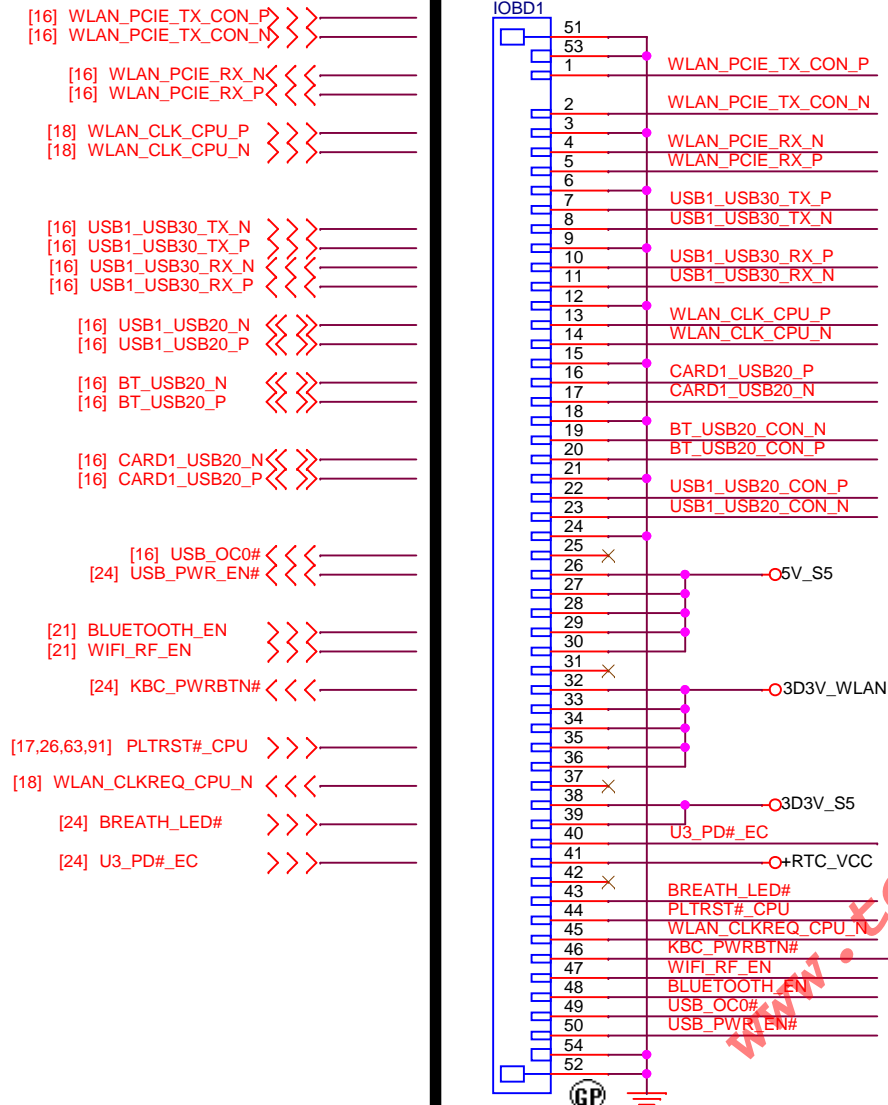 [16] WLAN_PCIE_TX_CON_P
[16] WLAN_PCIE_TX_CON_N
[16] WLAN_PCIE_RX_N
[16] WLAN_PCIE_RX_P
[18] WLAN_CLK_CPU_P
[18] WLAN_CLK_CPU_N
[16] USB1_USB30_TX_N
[16] USB1_USB30_TX_P
[16] USB1_USB30_RX_N
[16] USB1_USB30_RX_P
[16] USB1_USB20_N
[16] USB1_USB20_P
[16] BT_USB20_N
[16] BT_USB20_P
[16] CARD1_USB20_N
[16] CARD1_USB20_P
[16] USB_OC0#
[24] USB_PWR_EN#
[21] BLUETOOTH_EN
[21] WIFI_RF_EN
[24] KBC_PWRBTN#
[17,26,63,91] PLTRST#_CPU
[18] WLAN_CLKREQ_CPU_N
[24] BREATH_LED#
[24] U3_PD#_EC
IOBD1
51
53
1 WLAN_PCIE_TX_CON_P
2 WLAN_PCIE_TX_CON_N
3
4 WLAN_PCIE_RX_N
5 WLAN_PCIE_RX_P
6
7 USB1_USB30_TX_P
8 USB1_USB30_TX_N
9
10 USB1_USB30_RX_P
11 USB1_USB30_RX_N
12
13 WLAN_CLK_CPU_P
14 WLAN_CLK_CPU_N
15
16 CARD1_USB20_P
17 CARD1_USB20_N
18
19 BT_USB20_CON_N
20 BT_USB20_CON_P
21
22 USB1_USB20_CON_P
23 USB1_USB20_CON_N
24
25
26 5V_S5
27
28
29
30
31
32 3D3V_WLAN
33
34
35
36
37
38 3D3V_S5
39
40 U3_PD#_EC
41 +RTC_VCC
42
43 BREATH_LED#
44 PLTRST#_CPU
45 WLAN_CLKREQ_CPU_N
46 KBC_PWRBTN#
47 WIFI_RF_EN
48 BLUETOOTH_EN
49 USB_OC0#
50 USB_PWR_EN#
54
52
GP
www.